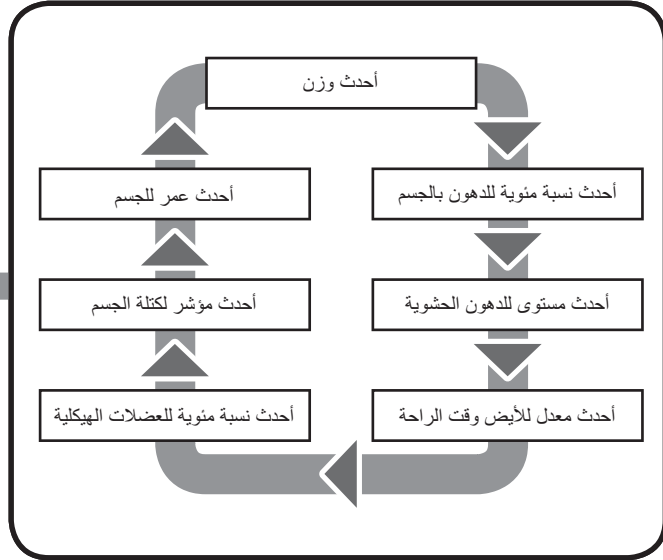 أحدث وزن
أحدث نسبة مئوية للدهون بالجسم
أحدث مستوى للدهون الحشوية
أحدث معدل للأيض وقت الراحة
أحدث نسبة مئوية للعضلات الهيكلية
أحدث مؤشر لكتلة الجسم
أحدث عمر للجسم